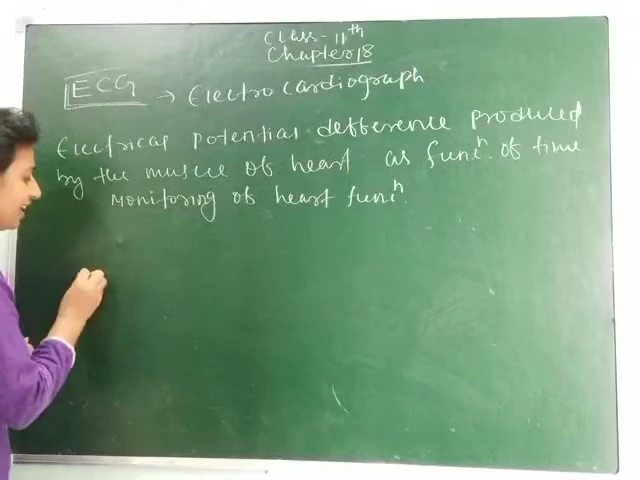 Class-11th
Chapter 18
ECG → Electro cardiograph
Electrical potential difference produced
by the muscle of heart as funcn. of time
Monitoring of heart funcn.